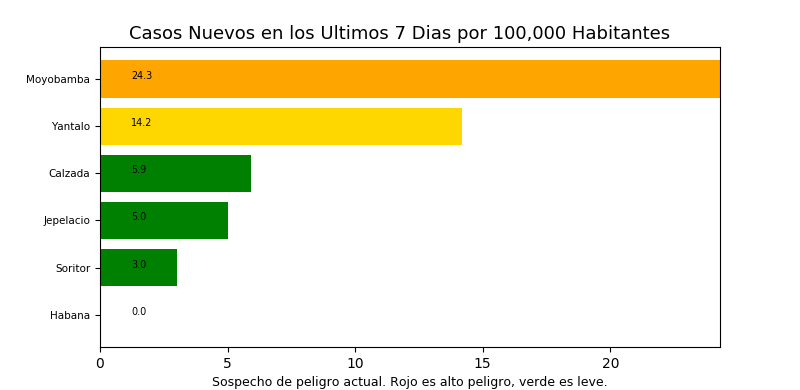 Casos Nuevos en los Ultimos 7 Dias por 100,000 Habitantes
Moyobamba 24.3
Yantalo 14.2
Calzada 5.9
Jepelacio 5.0
Soritor 3.0
Habana 0.0
0 5 10 15 20
Sospecho de peligro actual. Rojo es alto peligro, verde es leve.